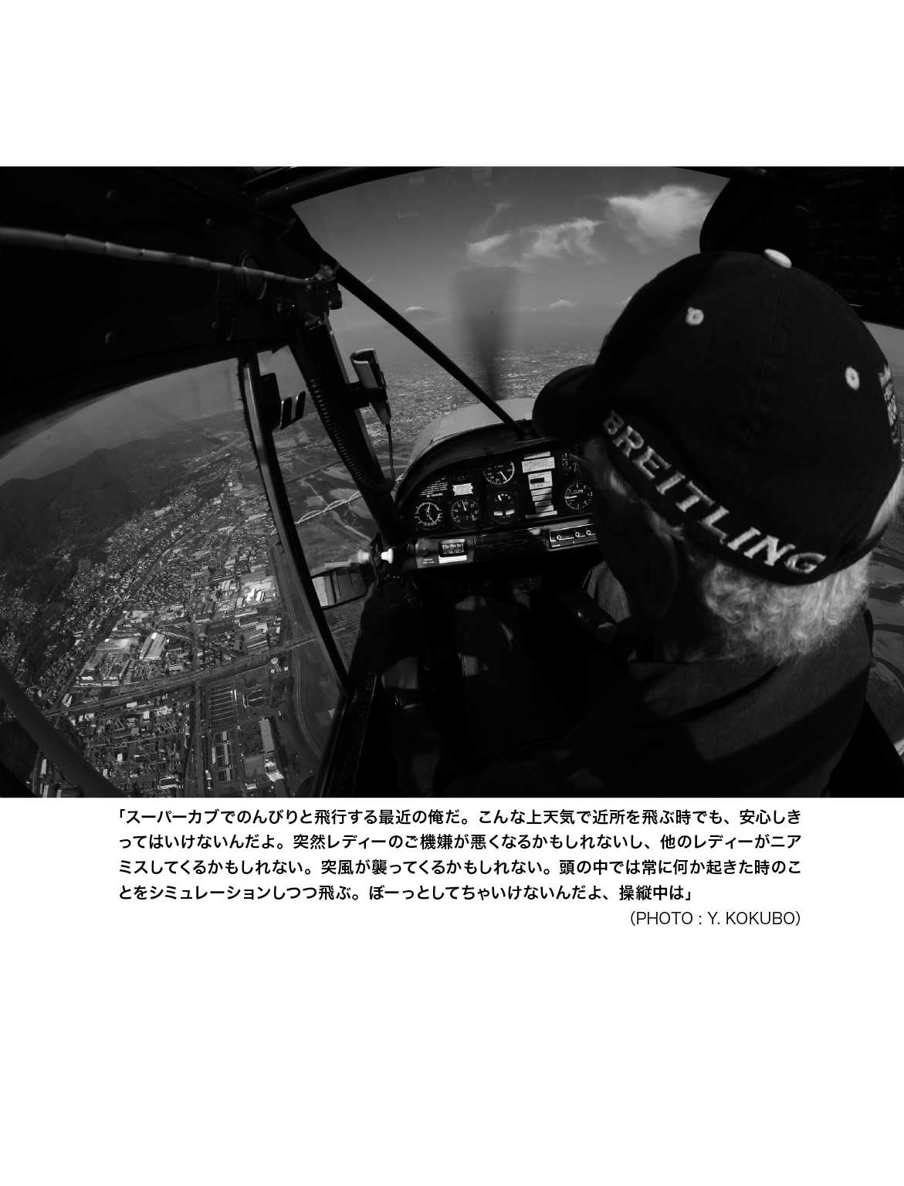 BREITLING
「スーパーカブでのんびりと飛行する最近の俺だ。こんな上天気で近所を飛ぶ時でも、安心しき
ってはいけないんだよ。突然レディーのご機嫌が悪くなるかもしれないし、他のレディーがニア
ミスしてくるかもしれない。突風が襲ってくるかもしれない。頭の中では常に何か起きた時のこ
とをシミュレーションしつつ飛ぶ。ぼーっとしてちゃいけないんだよ、操縦中は」
（PHOTO : Y. KOKUBO）